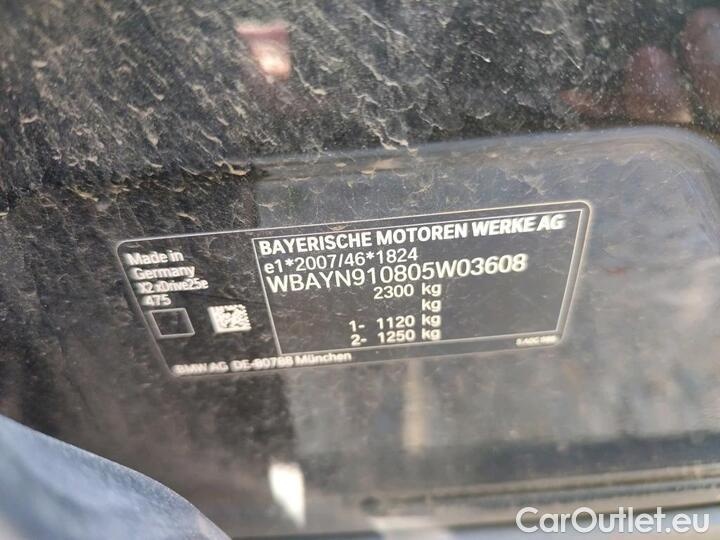 BAYERISCHE MOTOREN WERKE AG
e1*2007/46*1824
WBAYN910805W03608
2300 kg
kg
1- 1120 kg
2- 1250 kg
Made in
Germany
X2 xDrive25e
475
BMW AG DE-80788 München
CarOutlet.eu